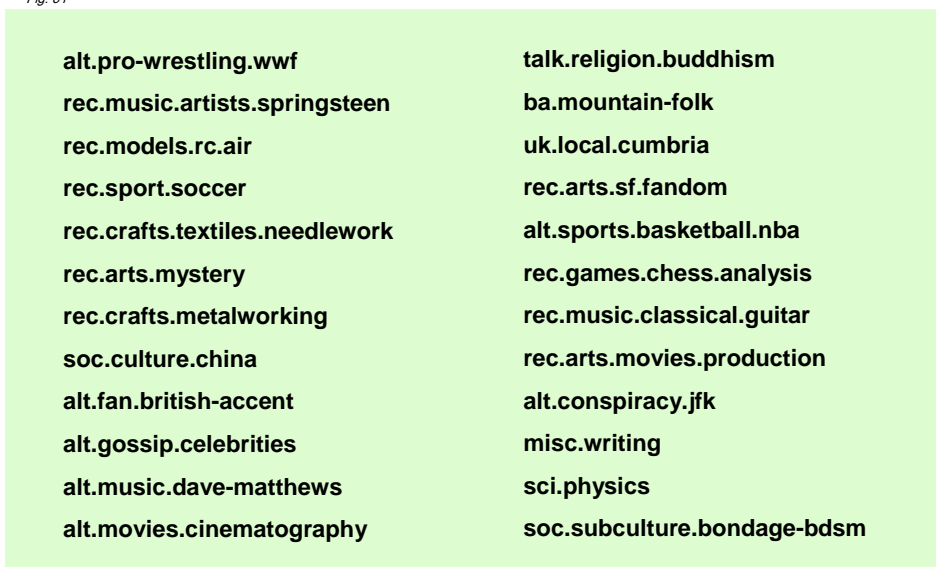 alt.pro-wrestling.wwf
rec.music.artists.springsteen
rec.models.rc.air
rec.sport.soccer
rec.crafts.textiles.needlework
rec.arts.mystery
rec.crafts.metalworking
soc.culture.china
alt.fan.british-accent
alt.gossip.celebrities
alt.music.dave-matthews
alt.movies.cinematography
talk.religion.buddhism
ba.mountain-folk
uk.local.cumbria
rec.arts.sf.fandom
alt.sports.basketball.nba
rec.games.chess.analysis
rec.music.classical.guitar
rec.arts.movies.production
alt.conspiracy.jfk
misc.writing
sci.physics
soc.subculture.bondage-bdsm